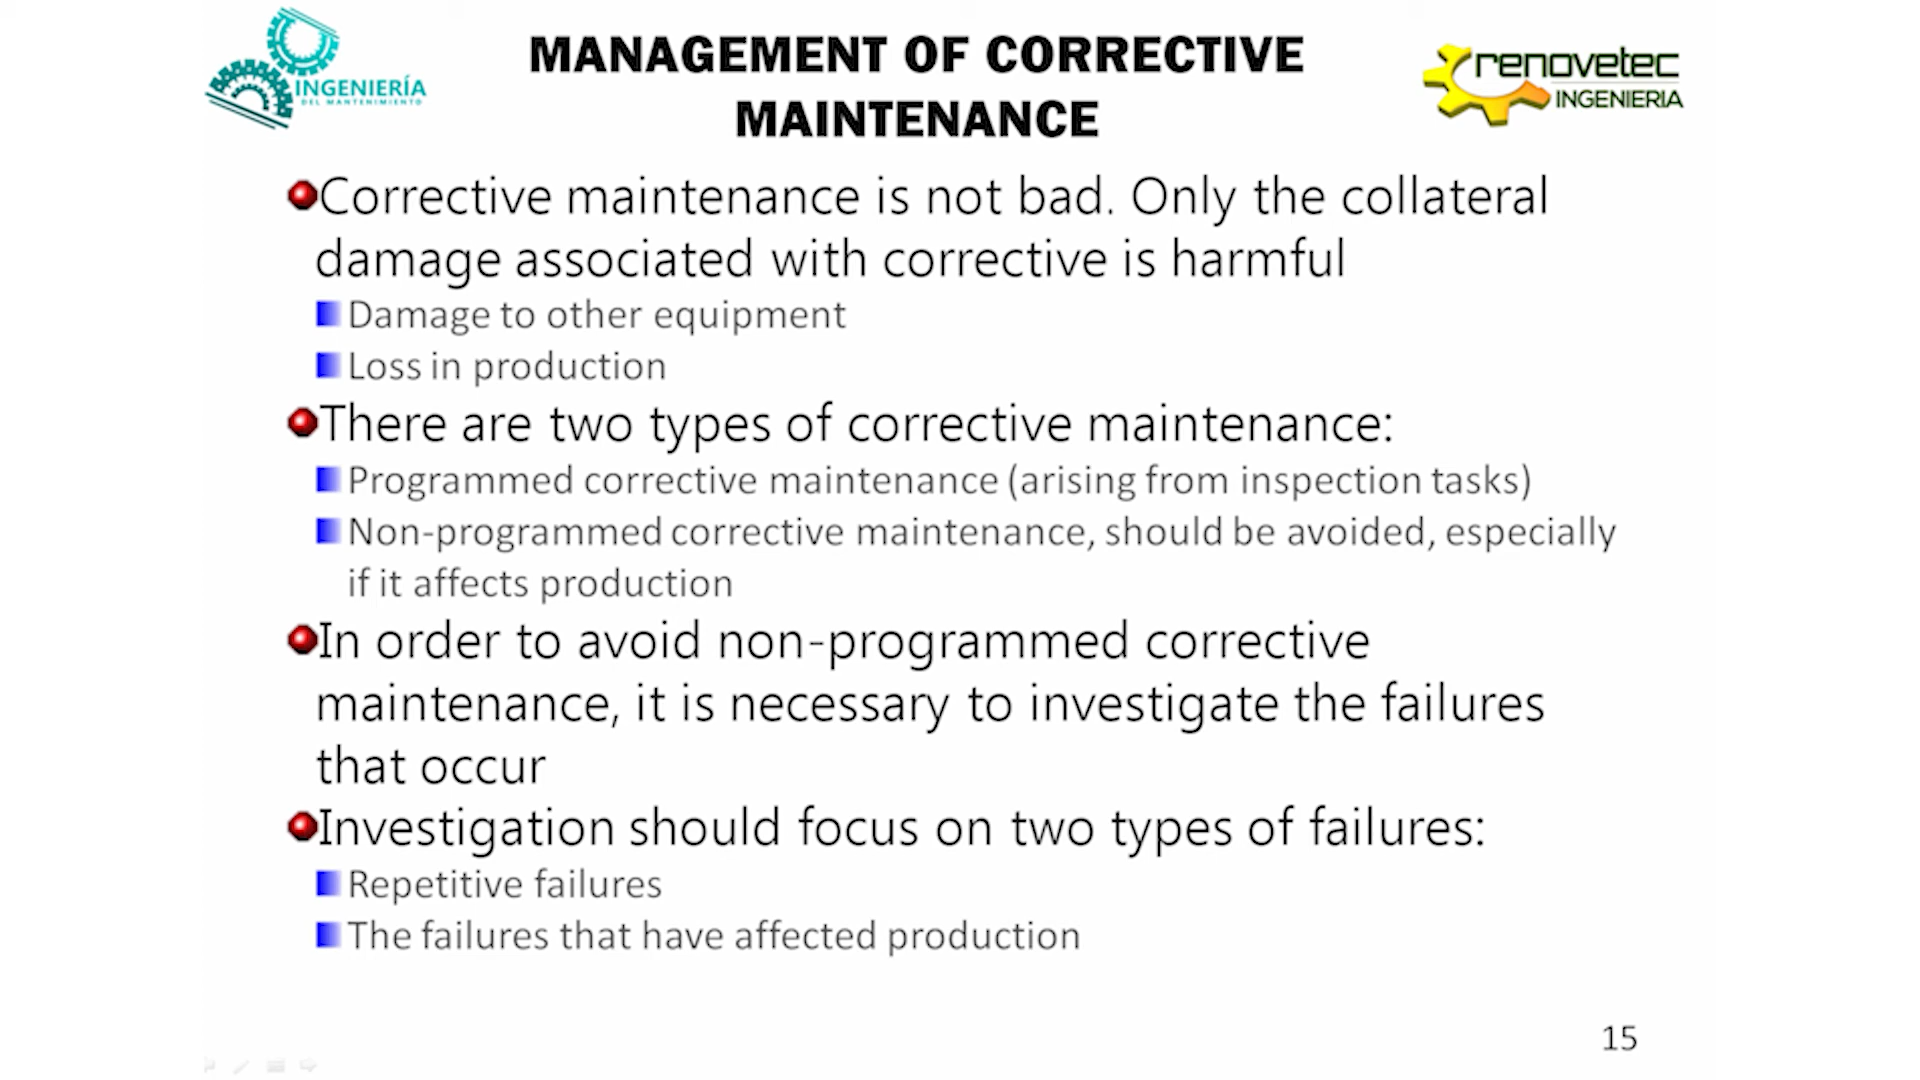 INGENIERÍA
DEL MANTENIMIENTO
MANAGEMENT OF CORRECTIVE
MAINTENANCE
renovetec
INGENIERIA
Corrective maintenance is not bad. Only the collateral
damage associated with corrective is harmful
Damage to other equipment
Loss in production
There are two types of corrective maintenance:
Programmed corrective maintenance (arising from inspection tasks)
Non-programmed corrective maintenance, should be avoided, especially
if it affects production
In order to avoid non-programmed corrective
maintenance, it is necessary to investigate the failures
that occur
Investigation should focus on two types of failures:
Repetitive failures
The failures that have affected production
15